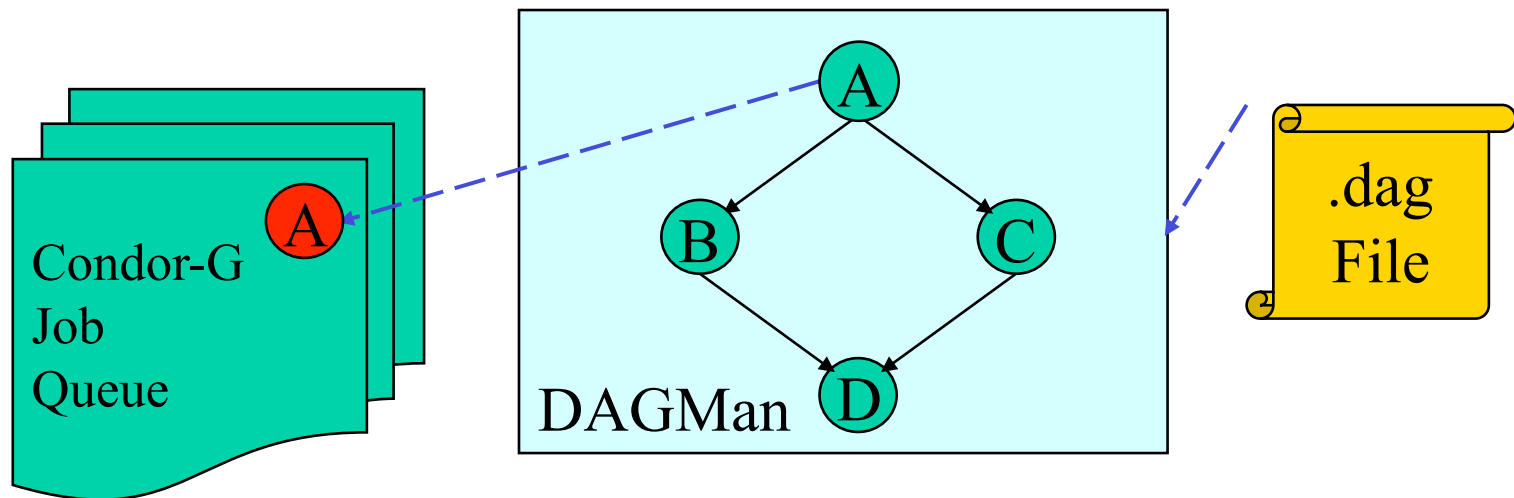 A
Condor-G
Job
Queue
A
B
C
D
DAGMan
.dag
File